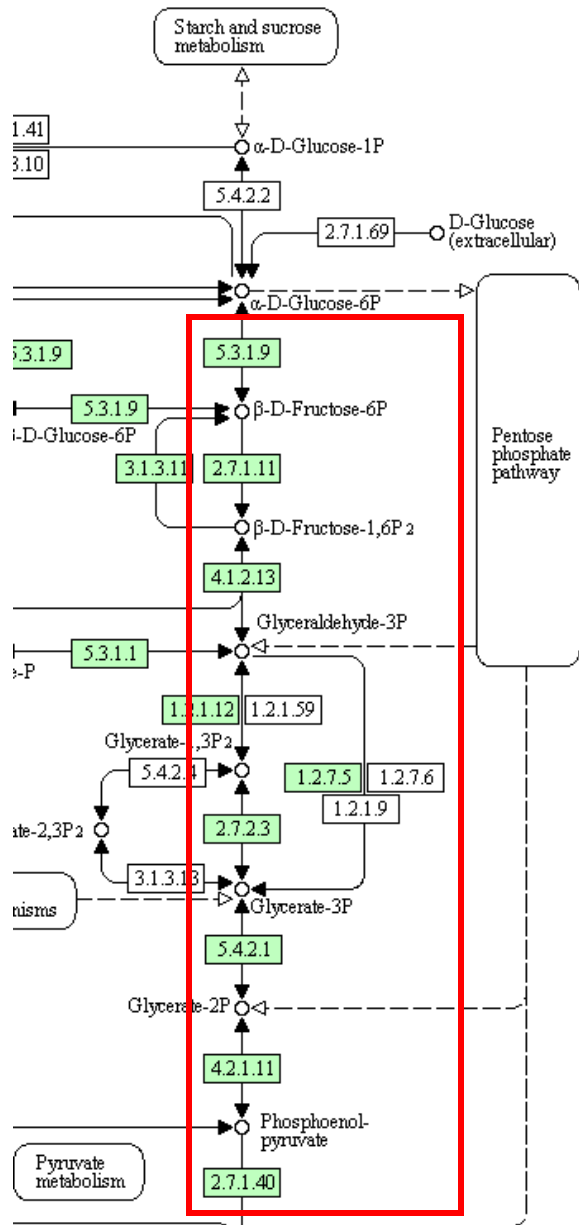 Starch and sucrose
metabolism
1.41
3.10
α-D-Glucose-1P
5.4.2.2
2.7.1.69
D-Glucose
(extracellular)
α-D-Glucose-6P
5.3.1.9
5.3.1.9
5.3.1.9
β-D-Fructose-6P
β-D-Glucose-6P
3.1.3.11
2.7.1.11
Pentose
phosphate
pathway
β-D-Fructose-1,6P2
4.1.2.13
Glyceraldehyde-3P
5.3.1.1
e-P
1.2.1.12
1.2.1.59
Glycerate-1,3P2
5.4.2.4
1.2.7.5
1.2.7.6
1.2.1.9
ate-2,3P2
2.7.2.3
3.1.3.13
nisms
Glycerate-3P
5.4.2.1
Glycerate-2P
4.2.1.11
Phosphoenol-
pyruvate
Pyruvate
metabolism
2.7.1.40